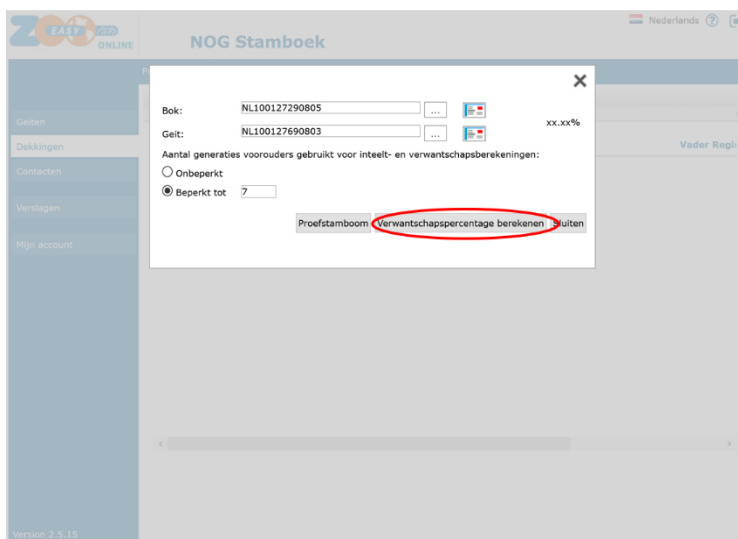 ZOO EASY
ONLINE
Nederlands ?
NOG Stamboek
Bok: NL100127290805 ...
xx.xx%
Geit: NL100127690803 ...
Aantal generaties voorouders gebruikt voor inteelt- en verwantschapsberekeningen:
Onbeperkt
Beperkt tot 7
Proefstamboom Verwantschapspercentage berekenen Sluiten
Geiten
Dekkingen
Vader Regi
Contacten
Verslagen
Mijn account
Version 2.5.15